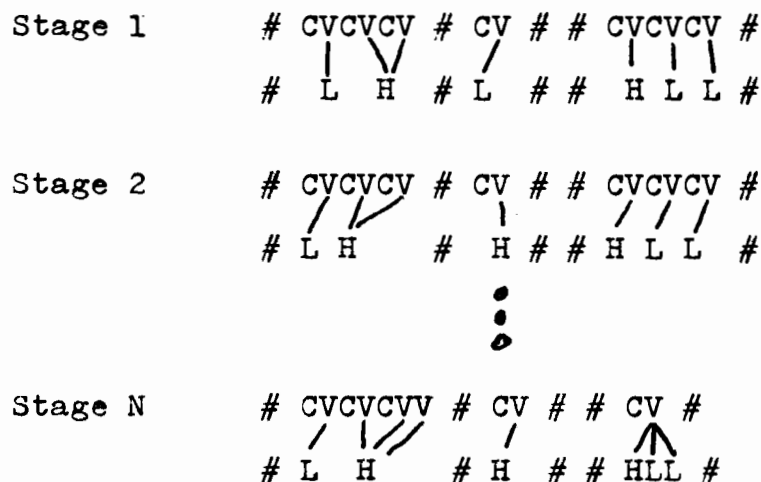 Stage 1 # CVCVCV # CV # # CVCVCV #
# L H # L # # H L L #
Stage 2 # CVCVCV # CV # # CVCVCV #
# L H # H # # H L L #
Stage N # CVCVCVV # CV # # CV #
# L H # H # # HLL #